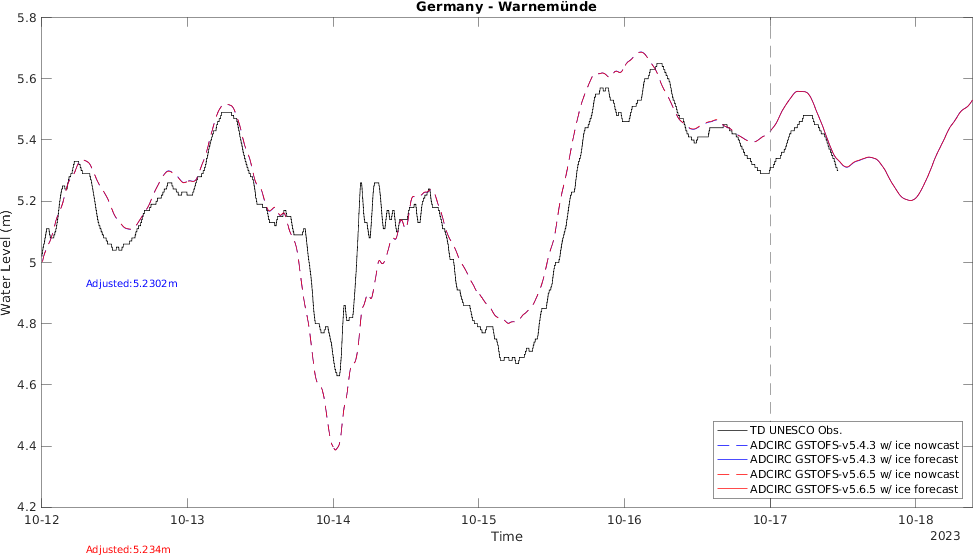 Germany - Warnemünde
5.8
5.6
5.4
5.2
5
4.8
4.6
4.4
4.2
Water Level (m)
Adjusted:5.2302m
TD UNESCO Obs.
ADCIRC GSTOFS-v5.4.3 w/ ice nowcast
ADCIRC GSTOFS-v5.4.3 w/ ice forecast
ADCIRC GSTOFS-v5.6.5 w/ ice nowcast
ADCIRC GSTOFS-v5.6.5 w/ ice forecast
10-12 10-13 10-14 10-15 10-16 10-17 10-18
Time
2023
Adjusted:5.234m